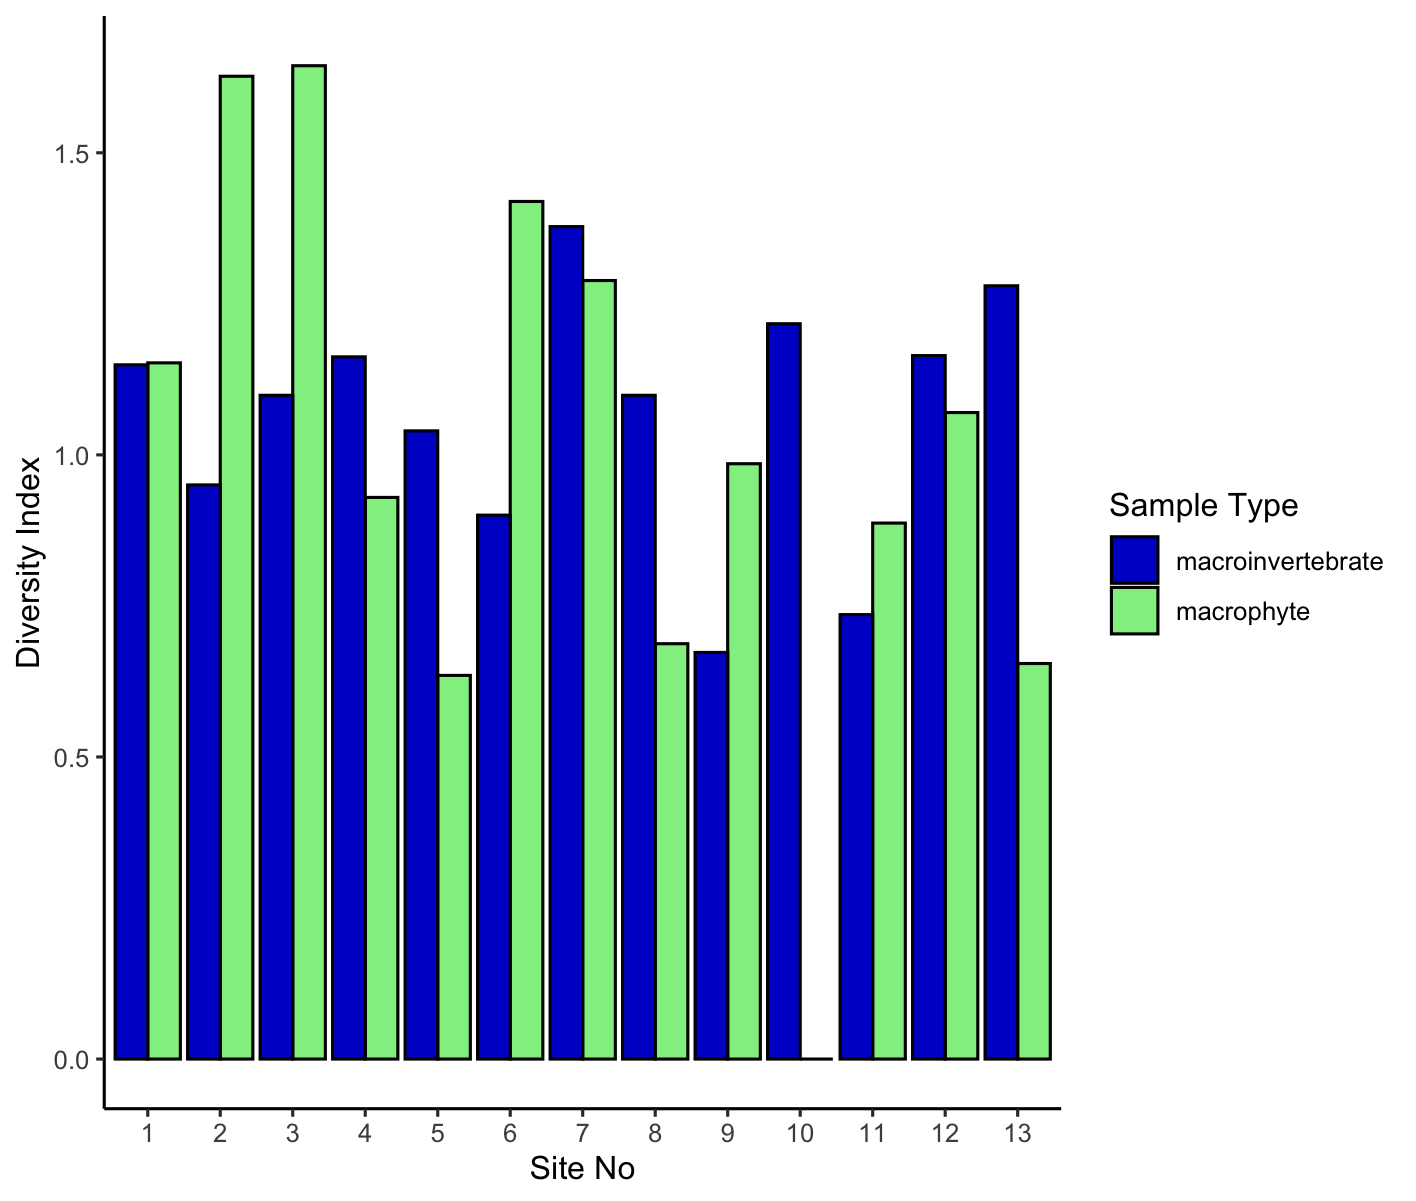 Diversity Index
1.5
1.0
0.5
0.0
1 2 3 4 5 6 7 8 9 10 11 12 13
Site No
Sample Type
macroinvertebrate
macrophyte